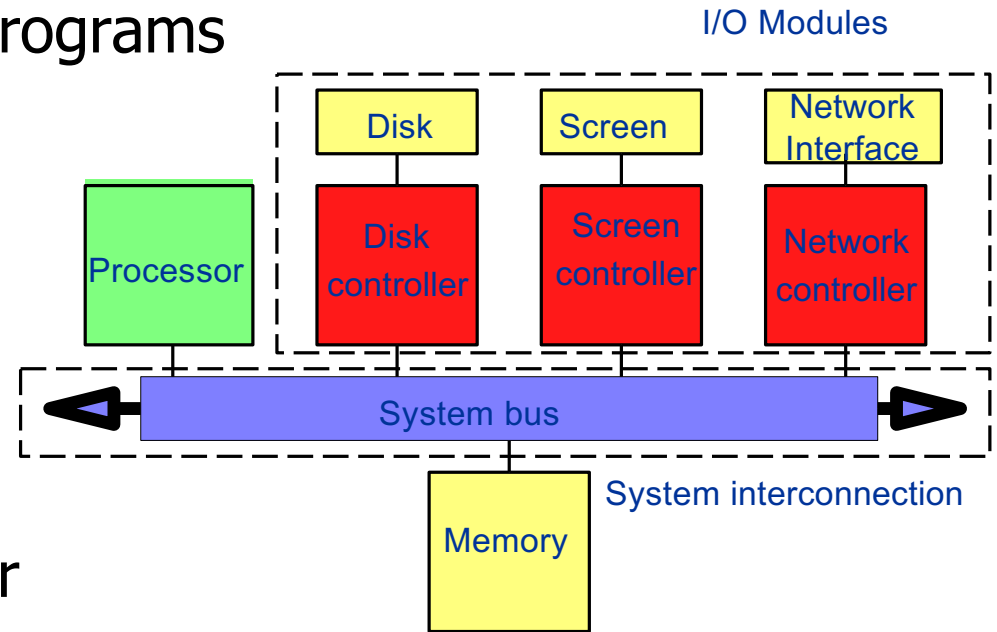 rograms
I/O Modules
Disk
Screen
Network
Interface
Processor
Disk
controller
Screen
controller
Network
controller
System bus
System interconnection
Memory
r